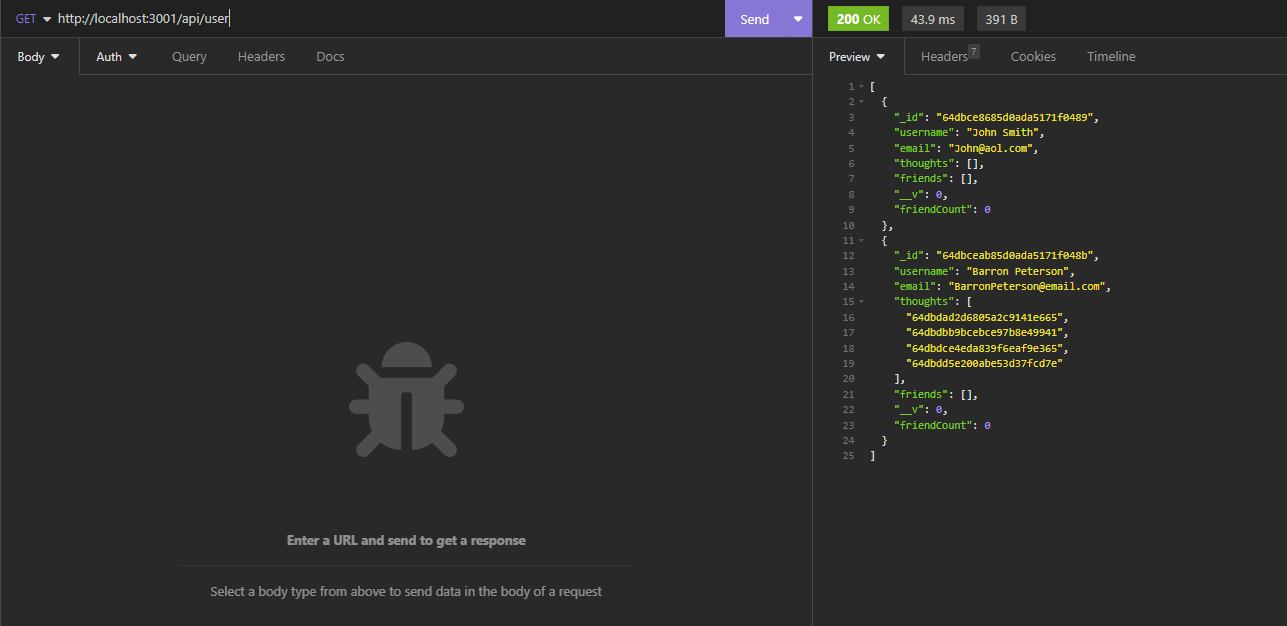 GET http://localhost:3001/api/user Send 200 OK 43.9 ms 391 B
Body Auth Query Headers Docs Preview Headers 7 Cookies Timeline
1 [
2 {
3 "_id": "64dbce8685d0ada5171f0489",
4 "username": "John Smith",
5 "email": "John@aol.com",
6 "thoughts": [],
7 "friends": [],
8 "__v": 0,
9 "friendCount": 0
10 },
11 {
12 "_id": "64dbceab85d0ada5171f048b",
13 "username": "Barron Peterson",
14 "email": "BarronPeterson@email.com",
15 "thoughts": [
16 "64dbdad2d6805a2c9141e665",
17 "64dbdbb9bcebce97b8e49941",
18 "64dbdce4eda839f6eaf9e365",
19 "64dbdd5e200abe53d37fcd7e"
20 ],
21 "friends": [],
22 "__v": 0,
23 "friendCount": 0
24 }
25 ]
Enter a URL and send to get a response
Select a body type from above to send data in the body of a request